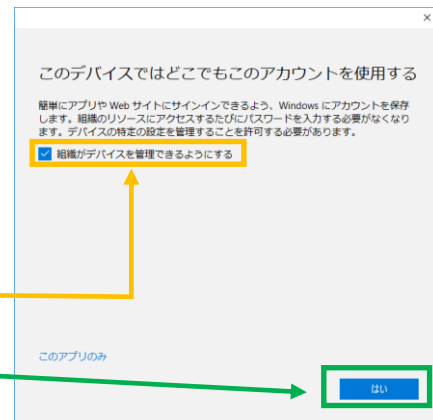 このデバイスではどこでもこのアカウントを使用する
簡単にアプリや Web サイトにサインインできるよう、Windows にアカウントを保存
します。組織のリソースにアクセスするたびにパスワードを入力する必要がなくなり
ます。デバイスの特定の設定を管理することを許可する必要があります。
組織がデバイスを管理できるようにする
このアプリのみ
はい